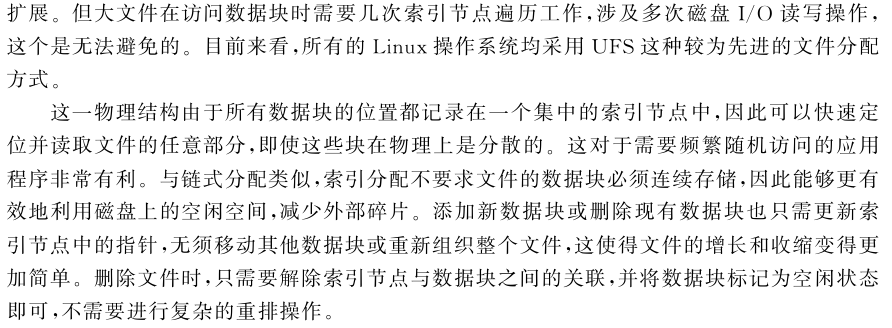 扩展。但大文件在访问数据块时需要几次索引节点遍历工作,涉及多次磁盘 I/O 读写操作,
这个是无法避免的。目前来看,所有的 Linux 操作系统均采用 UFS 这种较为先进的文件分配
方式。
这一物理结构由于所有数据块的位置都记录在一个集中的索引节点中,因此可以快速定
位并读取文件的任意部分,即使这些块在物理上是分散的。这对于需要频繁随机访问的应用
程序非常有利。与链式分配类似,索引分配不要求文件的数据块必须连续存储,因此能够更有
效地利用磁盘上的空闲空间,减少外部碎片。添加新数据块或删除现有数据块也只需更新索
引节点中的指针,无须移动其他数据块或重新组织整个文件,这使得文件的增长和收缩变得更
加简单。删除文件时,只需要解除索引节点与数据块之间的关联,并将数据块标记为空闲状态
即可,不需要进行复杂的重排操作。